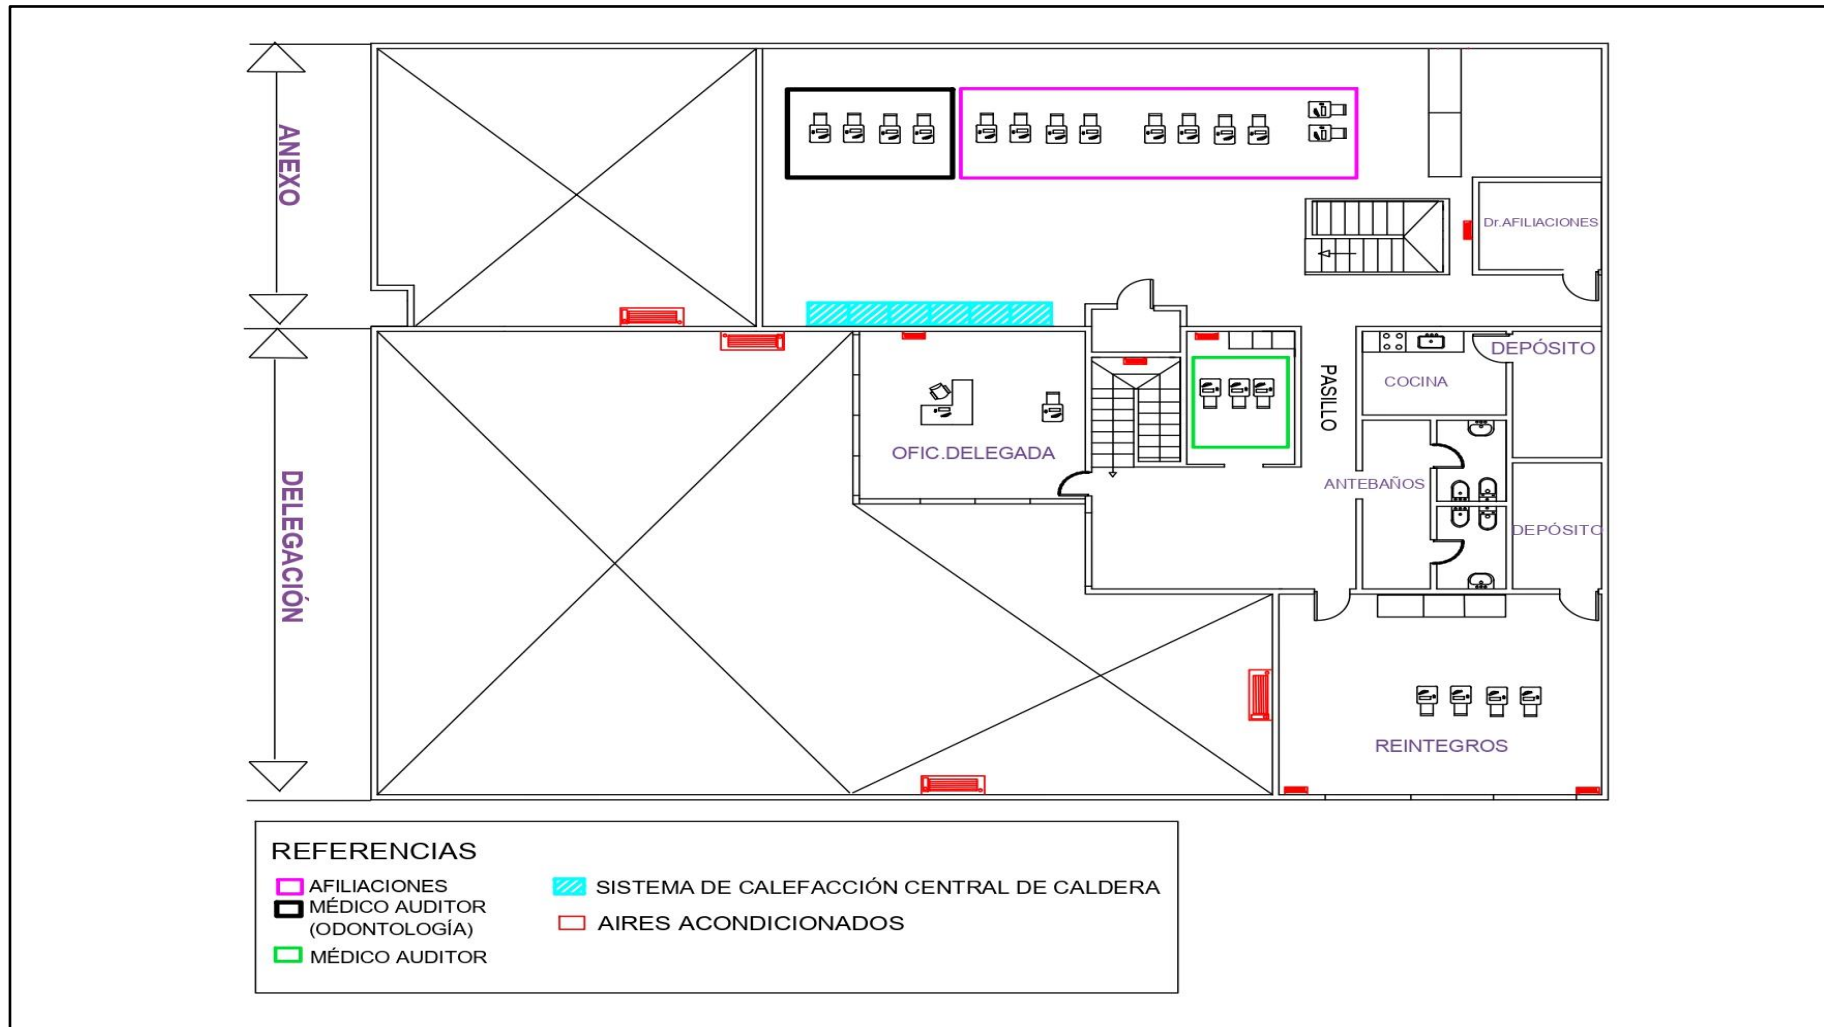 ANEXO
Dr.AFILIACIONES
DEPÓSITO
COCINA
PASILLO
OFIC.DELEGADA
ANTEBAÑOS
DEPÓSITO
DELEGACIÓN
REINTEGROS
REFERENCIAS
AFILIACIONES
MÉDICO AUDITOR
(ODONTOLOGÍA)
MÉDICO AUDITOR
SISTEMA DE CALEFACCIÓN CENTRAL DE CALDERA
AIRES ACONDICIONADOS